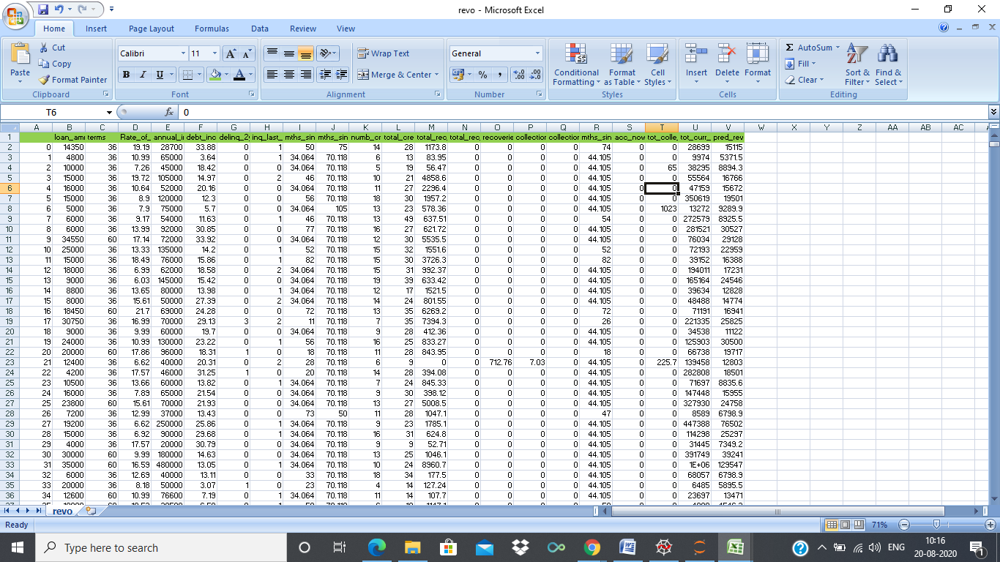 revo - Microsoft Excel
Home Insert Page Layout Formulas Data Review View
Cut
Copy
Format Painter
Paste
Calibri 11
B I U
Wrap Text
Merge & Center
General
% ,
Conditional Formatting
Format as Table
Cell Styles
Insert Delete Format
AutoSum
Fill
Clear
Sort & Filter
Find & Select
Clipboard Font Alignment Number Styles Cells Editing
T6 fx 0
A B C D E F G H I J K L M N O P Q R S T U V W X Y Z AA AB AC
1 loan_am terms Rate_of_ annual_i debt_inc delinq_2 inq_last_ mths_sin mths_sin numb_cr total_cre total_rec total_rec recoverie collection collection mths_sin acc_now tot_colle tot_curr_ pred_rev
2 0 14350 36 19.19 28700 33.88 0 1 50 75 14 28 1173.8 0 0 0 0 74 0 0 28699 15115
3 1 4800 36 10.99 65000 3.64 0 1 34.064 70.118 6 13 83.95 0 0 0 0 44.105 0 0 9974 5371.5
4 2 10000 36 7.26 45000 18.42 0 0 34.064 70.118 5 19 56.47 0 0 0 0 44.105 0 65 38295 8894.3
5 3 15000 36 19.72 105000 14.97 0 2 46 70.118 10 21 4858.6 0 0 0 0 44.105 0 0 55564 16766
6 4 16000 36 10.64 52000 20.16 0 0 34.064 70.118 11 27 2296.4 0 0 0 0 44.105 0 0 47159 15672
7 5 15000 36 8.9 120000 12.3 0 0 56 70.118 18 30 1957.2 0 0 0 0 44.105 0 0 350619 19501
8 6 5000 36 7.9 75000 5.7 0 0 34.064 105 13 23 578.36 0 0 0 0 44.105 0 1023 13272 9289.9
9 7 6000 36 9.17 54000 11.63 0 1 46 70.118 13 49 637.51 0 0 0 0 54 0 0 272579 8925.5
10 8 6000 36 13.99 92000 30.85 0 0 77 70.118 16 27 621.72 0 0 0 0 44.105 0 0 281521 30527
11 9 34550 60 17.14 72000 33.92 0 0 34.064 70.118 12 30 5535.5 0 0 0 0 44.105 0 0 76034 29128
12 10 25000 36 13.33 135000 14.2 0 1 52 70.118 15 32 1551.6 0 0 0 0 52 0 0 72193 22959
13 11 15000 36 18.49 76000 15.86 0 1 82 70.118 15 30 3726.3 0 0 0 0 82 0 0 39152 16388
14 12 18000 36 6.99 62000 18.58 0 2 34.064 70.118 15 31 992.37 0 0 0 0 44.105 0 0 194011 17231
15 13 9000 36 6.03 145000 15.42 0 0 34.064 70.118 19 39 633.42 0 0 0 0 44.105 0 0 165164 24546
16 14 8800 36 13.65 80000 13.98 0 1 34.064 70.118 12 17 1521.5 0 0 0 0 44.105 0 0 39634 12828
17 15 8000 36 15.61 50000 27.39 0 2 34.064 70.118 14 24 801.55 0 0 0 0 44.105 0 0 48488 14774
18 16 18450 60 21.7 69000 24.28 0 0 72 70.118 13 35 6269.2 0 0 0 0 72 0 0 71191 16941
19 17 30750 36 16.99 70000 29.13 3 2 11 70.118 7 35 7394.3 0 0 0 0 26 0 0 221335 25825
20 18 9000 36 9.99 60000 19.7 0 0 34.064 70.118 9 28 412.36 0 0 0 0 44.105 0 0 34538 11122
21 19 24000 36 10.99 130000 23.22 0 1 56 70.118 16 25 833.27 0 0 0 0 44.105 0 0 125903 30500
22 20 20000 60 17.86 96000 18.31 1 0 18 70.118 11 28 843.95 0 0 0 0 18 0 0 66738 19717
23 21 12400 36 6.62 40000 20.31 0 2 28 70.118 6 9 0 0 712.76 7.03 0 44.105 0 225.7 139458 12803
24 22 4200 36 17.57 46000 31.25 1 0 20 70.118 14 28 394.08 0 0 0 0 44.105 0 0 282808 18501
25 23 10500 36 13.66 60000 13.82 0 1 34.064 70.118 7 24 845.33 0 0 0 0 44.105 0 0 71697 8835.6
26 24 16000 36 7.89 65000 21.54 0 0 34.064 70.118 9 30 398.12 0 0 0 0 44.105 0 0 147448 15955
27 25 23800 60 15.61 70000 21.93 0 0 34.064 70.118 13 27 5008.5 0 0 0 0 44.105 0 0 327930 24758
28 26 7200 36 12.99 37000 13.43 0 0 73 50 11 28 1047.1 0 0 0 0 47 0 0 8589 6798.9
29 27 19200 36 6.62 250000 25.86 0 1 34.064 70.118 9 23 1785.1 0 0 0 0 44.105 0 0 447388 76502
30 28 15000 36 6.92 90000 29.68 0 1 34.064 70.118 16 31 624.8 0 0 0 0 44.105 0 0 114298 25297
31 29 4000 36 17.57 20000 30.79 0 0 34.064 70.118 9 9 52.71 0 0 0 0 44.105 0 0 31445 7349.2
32 30 30000 60 9.99 180000 14.63 0 0 34.064 70.118 13 25 1046.1 0 0 0 0 44.105 0 0 391749 39241
33 31 35000 60 16.59 480000 13.05 0 1 34.064 70.118 10 24 8960.7 0 0 0 0 44.105 0 0 1E+06 129547
34 32 6000 36 12.69 40000 13.11 0 0 33 70.118 18 34 177.5 0 0 0 0 44.105 0 0 68057 6798.9
35 33 20000 36 8.18 50000 3.07 1 0 23 70.118 4 14 127.24 0 0 0 0 44.105 0 0 6485 5895.5
36 34 12600 60 10.99 76000 7.19 0 1 34.064 70.118 11 14 107.7 0 0 0 0 44.105 0 0 23697 13471
revo
Ready 71%
Type here to search
ENG
10:16
20-08-2020
1